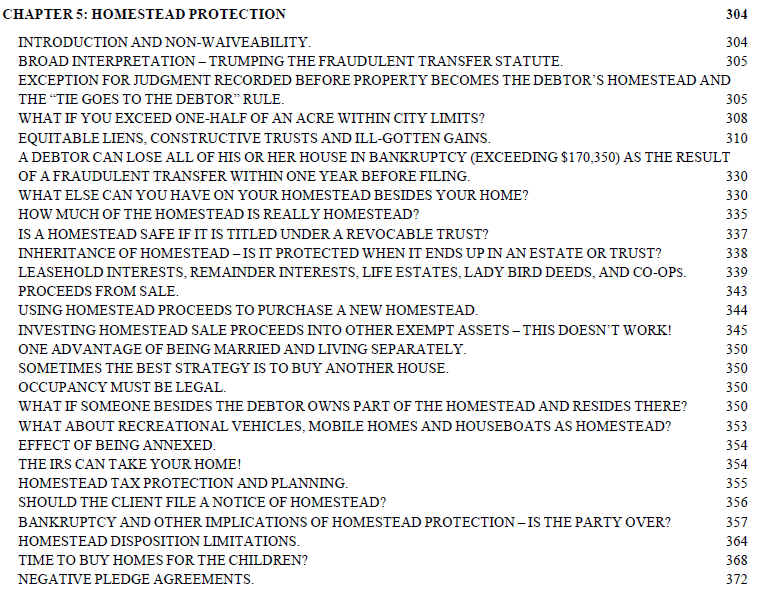 CHAPTER 5: HOMESTEAD PROTECTION 304
INTRODUCTION AND NON-WAIVEABILITY. 304
BROAD INTERPRETATION – TRUMPING THE FRAUDULENT TRANSFER STATUTE. 305
EXCEPTION FOR JUDGMENT RECORDED BEFORE PROPERTY BECOMES THE DEBTOR'S HOMESTEAD AND
THE “TIE GOES TO THE DEBTOR” RULE. 305
WHAT IF YOU EXCEED ONE-HALF OF AN ACRE WITHIN CITY LIMITS? 308
EQUITABLE LIENS, CONSTRUCTIVE TRUSTS AND ILL-GOTTEN GAINS. 310
A DEBTOR CAN LOSE ALL OF HIS OR HER HOUSE IN BANKRUPTCY (EXCEEDING $170,350) AS THE RESULT
OF A FRAUDULENT TRANSFER WITHIN ONE YEAR BEFORE FILING. 330
WHAT ELSE CAN YOU HAVE ON YOUR HOMESTEAD BESIDES YOUR HOME? 330
HOW MUCH OF THE HOMESTEAD IS REALLY HOMESTEAD? 335
IS A HOMESTEAD SAFE IF IT IS TITLED UNDER A REVOCABLE TRUST? 337
INHERITANCE OF HOMESTEAD – IS IT PROTECTED WHEN IT ENDS UP IN AN ESTATE OR TRUST? 338
LEASEHOLD INTERESTS, REMAINDER INTERESTS, LIFE ESTATES, LADY BIRD DEEDS, AND CO-OPS. 339
PROCEEDS FROM SALE. 343
USING HOMESTEAD PROCEEDS TO PURCHASE A NEW HOMESTEAD. 344
INVESTING HOMESTEAD SALE PROCEEDS INTO OTHER EXEMPT ASSETS – THIS DOESN'T WORK! 345
ONE ADVANTAGE OF BEING MARRIED AND LIVING SEPARATELY. 350
SOMETIMES THE BEST STRATEGY IS TO BUY ANOTHER HOUSE. 350
OCCUPANCY MUST BE LEGAL. 350
WHAT IF SOMEONE BESIDES THE DEBTOR OWNS PART OF THE HOMESTEAD AND RESIDES THERE? 350
WHAT ABOUT RECREATIONAL VEHICLES, MOBILE HOMES AND HOUSEBOATS AS HOMESTEAD? 353
EFFECT OF BEING ANNEXED. 354
THE IRS CAN TAKE YOUR HOME! 354
HOMESTEAD TAX PROTECTION AND PLANNING. 355
SHOULD THE CLIENT FILE A NOTICE OF HOMESTEAD? 356
BANKRUPTCY AND OTHER IMPLICATIONS OF HOMESTEAD PROTECTION – IS THE PARTY OVER? 357
HOMESTEAD DISPOSITION LIMITATIONS. 364
TIME TO BUY HOMES FOR THE CHILDREN? 368
NEGATIVE PLEDGE AGREEMENTS. 372